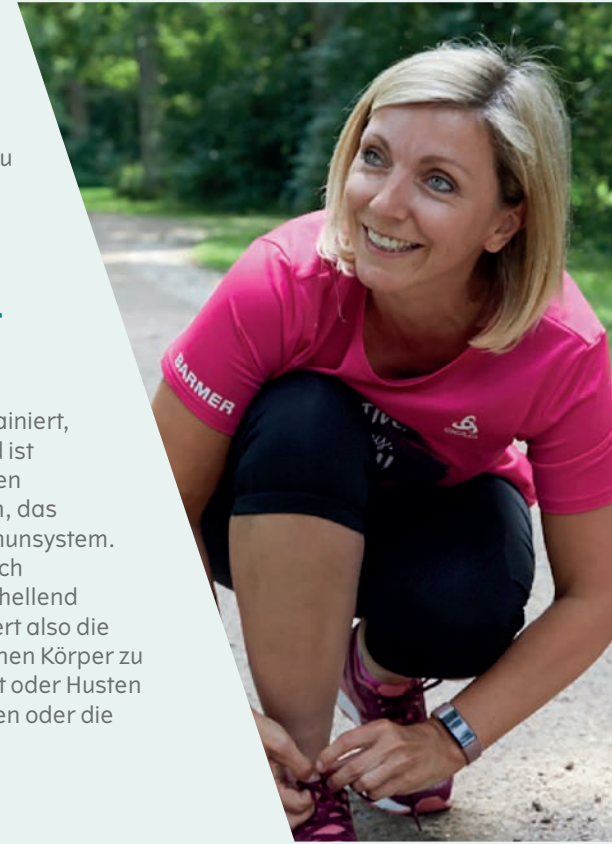 u
ainiert,
l ist
en
n, das
nunsystem.
ch
hellend
ert also die
nen Körper zu
t oder Husten
en oder die
BARMER